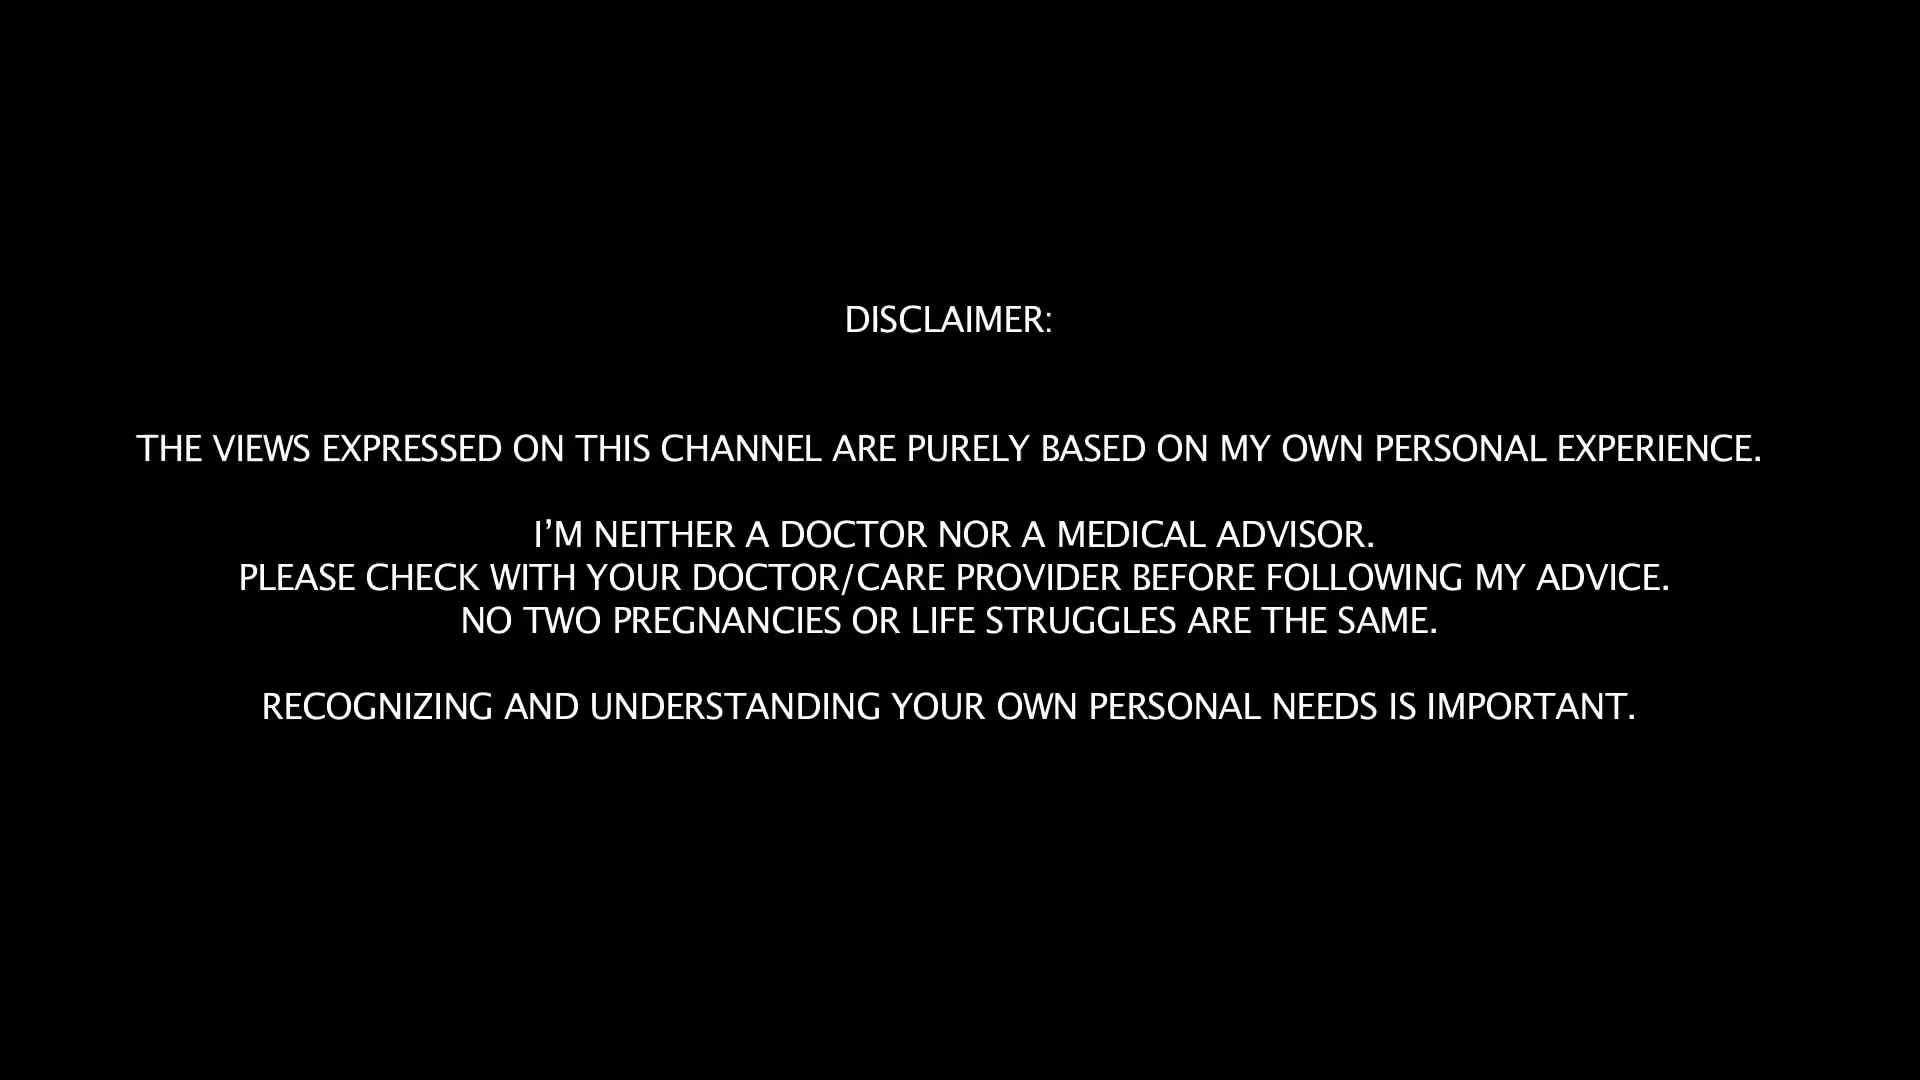 DISCLAIMER:
THE VIEWS EXPRESSED ON THIS CHANNEL ARE PURELY BASED ON MY OWN PERSONAL EXPERIENCE.
I’M NEITHER A DOCTOR NOR A MEDICAL ADVISOR.
PLEASE CHECK WITH YOUR DOCTOR/CARE PROVIDER BEFORE FOLLOWING MY ADVICE.
NO TWO PREGNANCIES OR LIFE STRUGGLES ARE THE SAME.
RECOGNIZING AND UNDERSTANDING YOUR OWN PERSONAL NEEDS IS IMPORTANT.